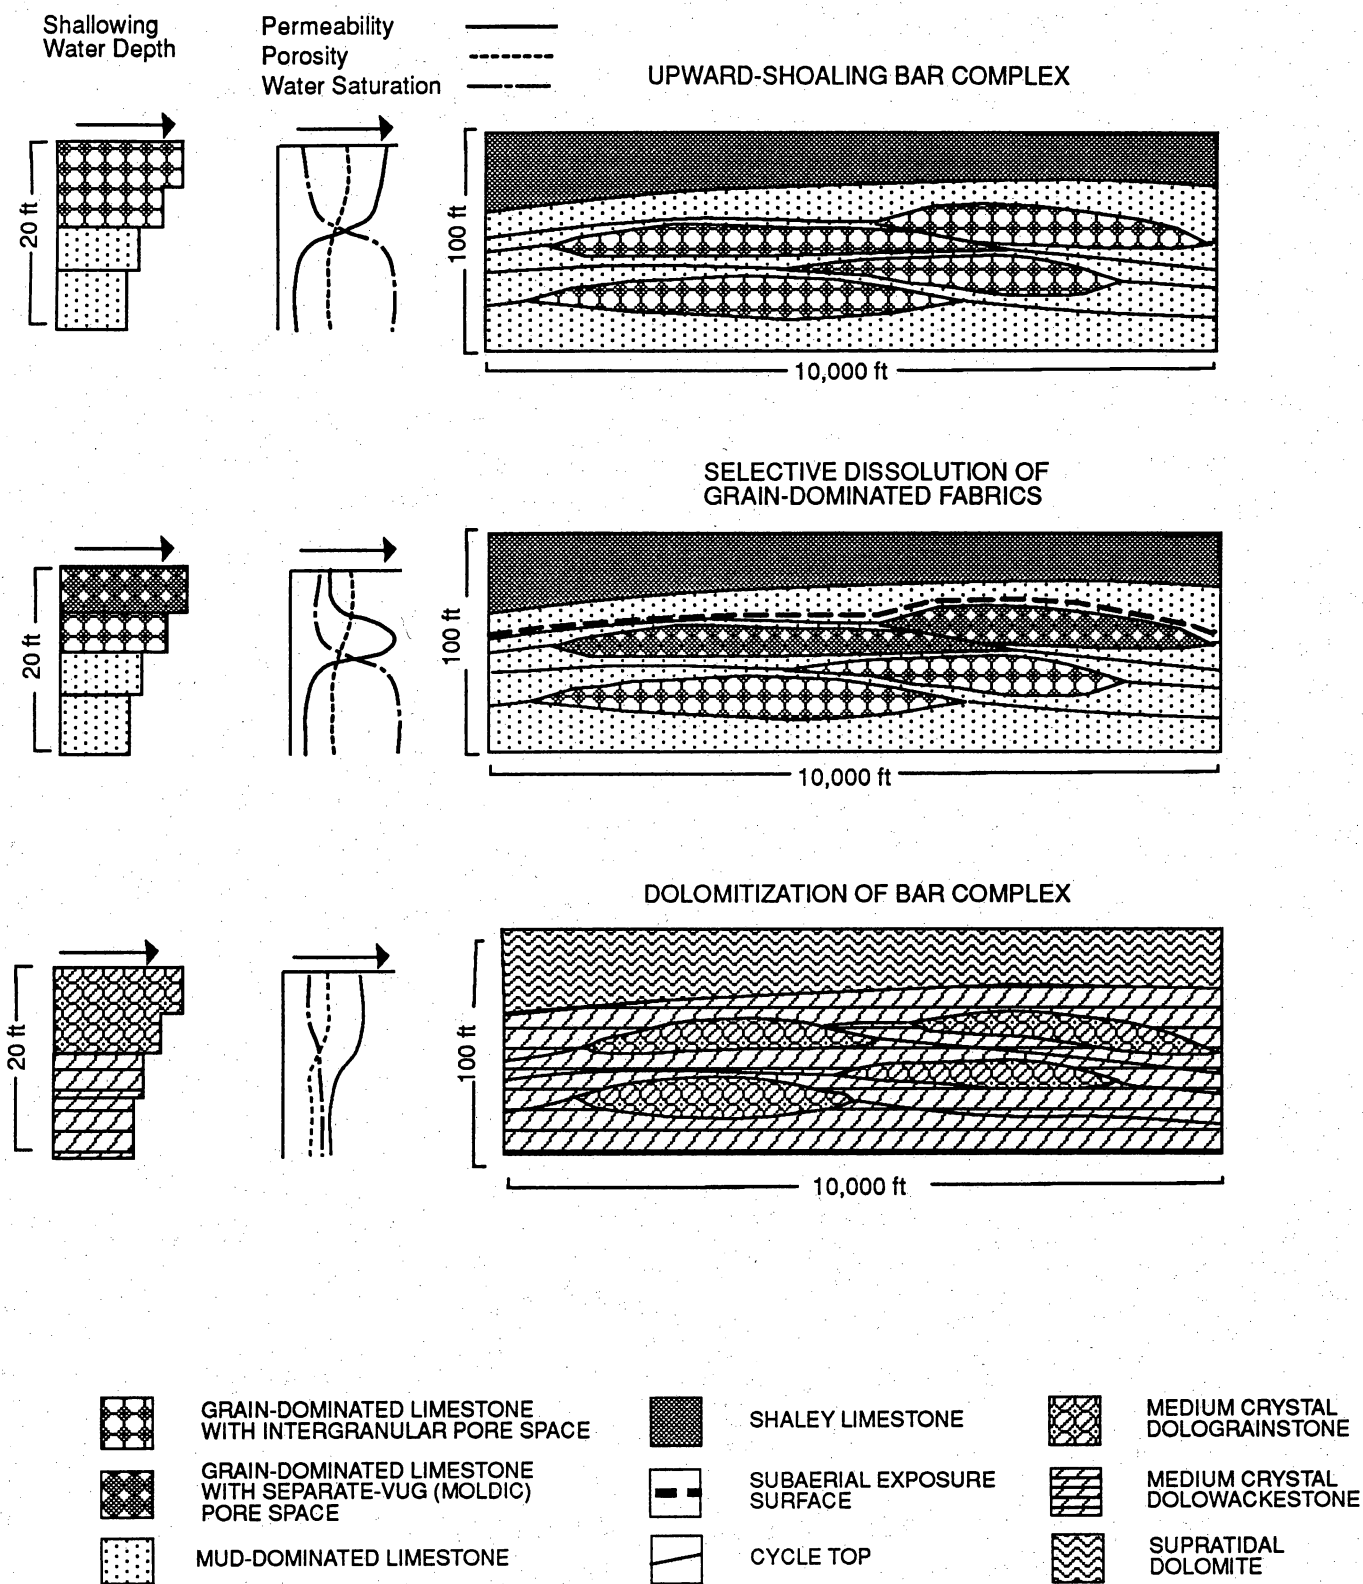 Shallowing
Water Depth
Permeability
Porosity
Water Saturation
UPWARD-SHOALING BAR COMPLEX
20 ft
100 ft
10,000 ft
SELECTIVE DISSOLUTION OF
GRAIN-DOMINATED FABRICS
20 ft
100 ft
10,000 ft
DOLOMITIZATION OF BAR COMPLEX
20 ft
100 ft
10,000 ft
GRAIN-DOMINATED LIMESTONE
WITH INTERGRANULAR PORE SPACE
GRAIN-DOMINATED LIMESTONE
WITH SEPARATE-VUG (MOLDIC)
PORE SPACE
MUD-DOMINATED LIMESTONE
SHALEY LIMESTONE
SUBAERIAL EXPOSURE
SURFACE
CYCLE TOP
MEDIUM CRYSTAL
DOLOGRAINSTONE
MEDIUM CRYSTAL
DOLOWACKESTONE
SUPRATIDAL
DOLOMITE